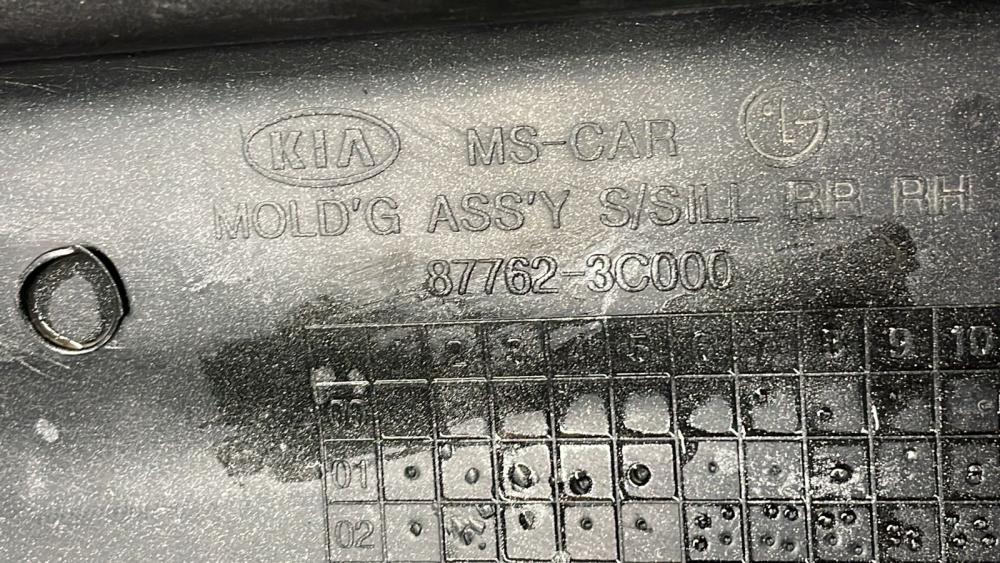 KIA MS-CAR LG
MOLD'G ASS'Y S/SILL RR RH
87762-3C000
1 2 3 4 5 6 7 8 9 10
00
01
02